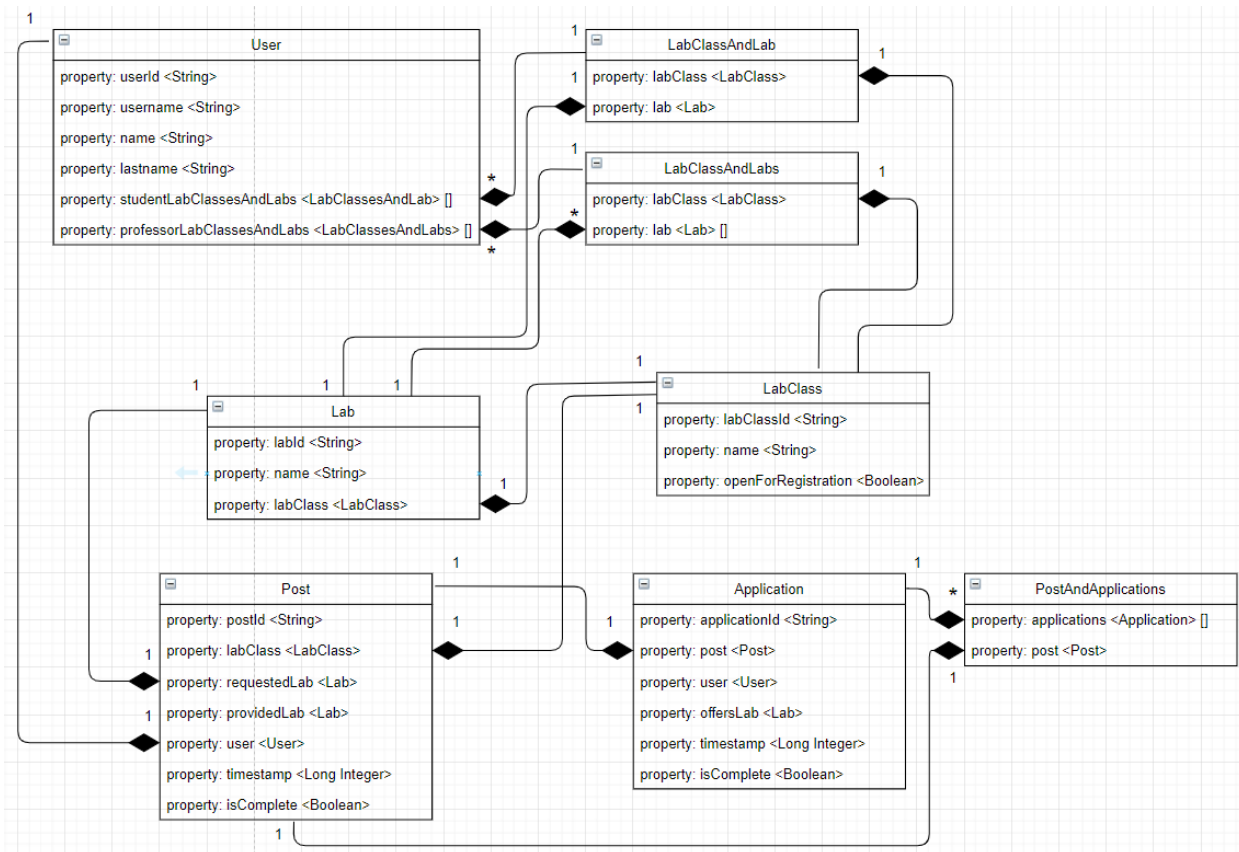 1
User
property: userId <String>
property: username <String>
property: name <String>
property: lastname <String>
property: studentLabClassesAndLabs <LabClassesAndLab> []
property: professorLabClassesAndLabs <LabClassesAndLabs> []
*
*
1
LabClassAndLab
1
property: labClass <LabClass>
1
property: lab <Lab>
1
LabClassAndLabs
1
property: labClass <LabClass>
*
property: lab <Lab> []
1
1
1
Lab
property: labId <String>
property: name <String>
property: labClass <LabClass>
1
1
1
LabClass
property: labClassId <String>
property: name <String>
property: openForRegistration <Boolean>
1
Post
property: postId <String>
1
property: labClass <LabClass>
1
property: requestedLab <Lab>
property: providedLab <Lab>
1
property: user <User>
property: timestamp <Long Integer>
property: isComplete <Boolean>
1
1
Application
property: applicationId <String>
1
property: post <Post>
property: user <User>
property: offersLab <Lab>
property: timestamp <Long Integer>
property: isComplete <Boolean>
*
PostAndApplications
property: applications <Application> []
property: post <Post>
1